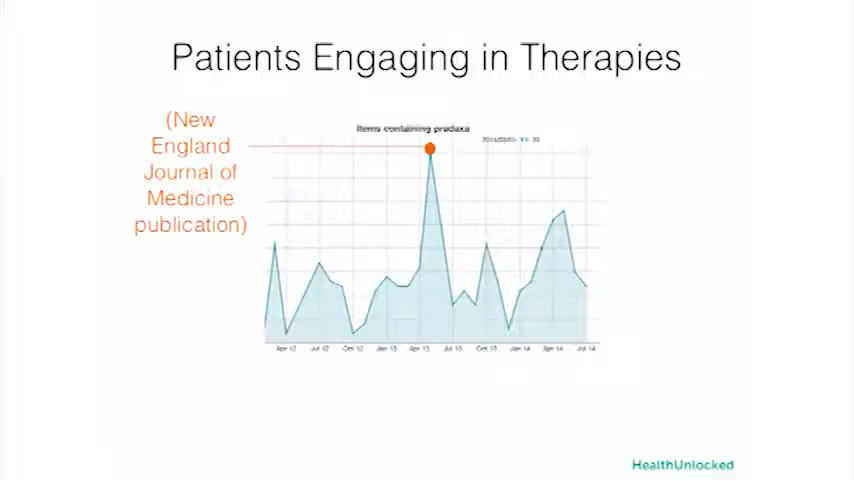 Patients Engaging in Therapies
(New
England
Journal of
Medicine
publication)
Items containing pradaxa
Apr 12 Jul 12 Oct 12 Jan 13 Apr 13 Jul 13 Oct 13 Jan 14 Apr 14 Jul 14
HealthUnlocked